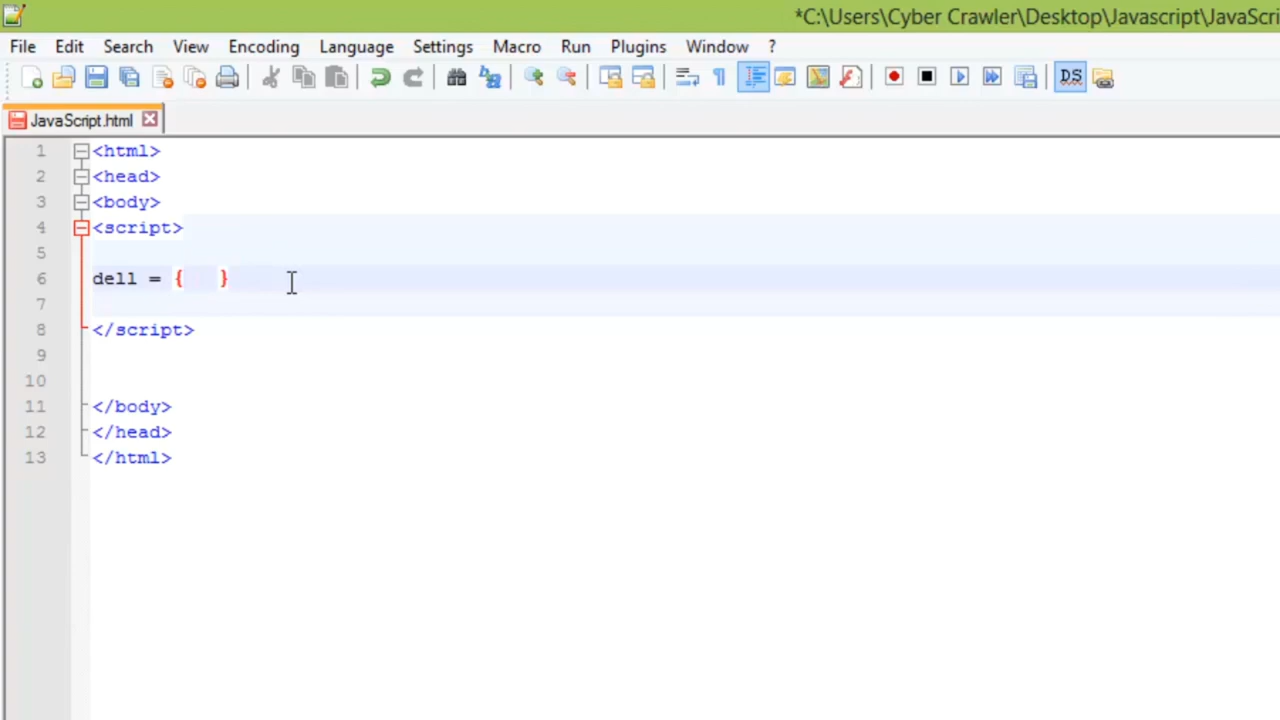 *C:\Users\Cyber Crawler\Desktop\Javascript\JavaScri
File Edit Search View Encoding Language Settings Macro Run Plugins Window ?
DS
JavaScript.html
1 <html>
2 <head>
3 <body>
4 <script>
5
6 dell = { }
7
8 </script>
9
10
11 </body>
12 </head>
13 </html>